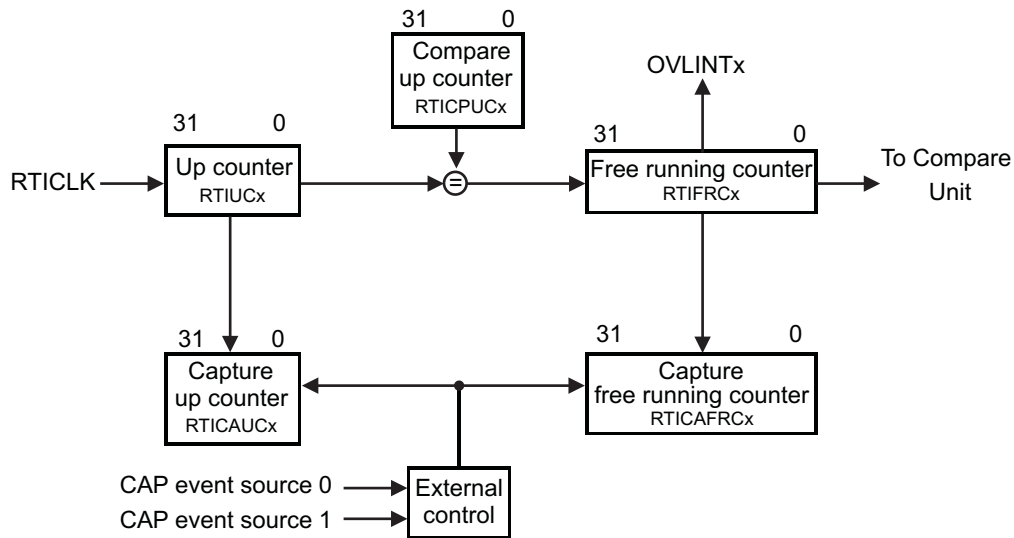 31 0
Compare
up counter
RTICPUCx
OVLINTx
31 0
Up counter
RTIUCx
RTICLK
=
31 0
Free running counter
RTIFRCx
To Compare
Unit
31 0
Capture
up counter
RTICAUCx
31 0
Capture
free running counter
RTICAFRCx
CAP event source 0
CAP event source 1
External
control